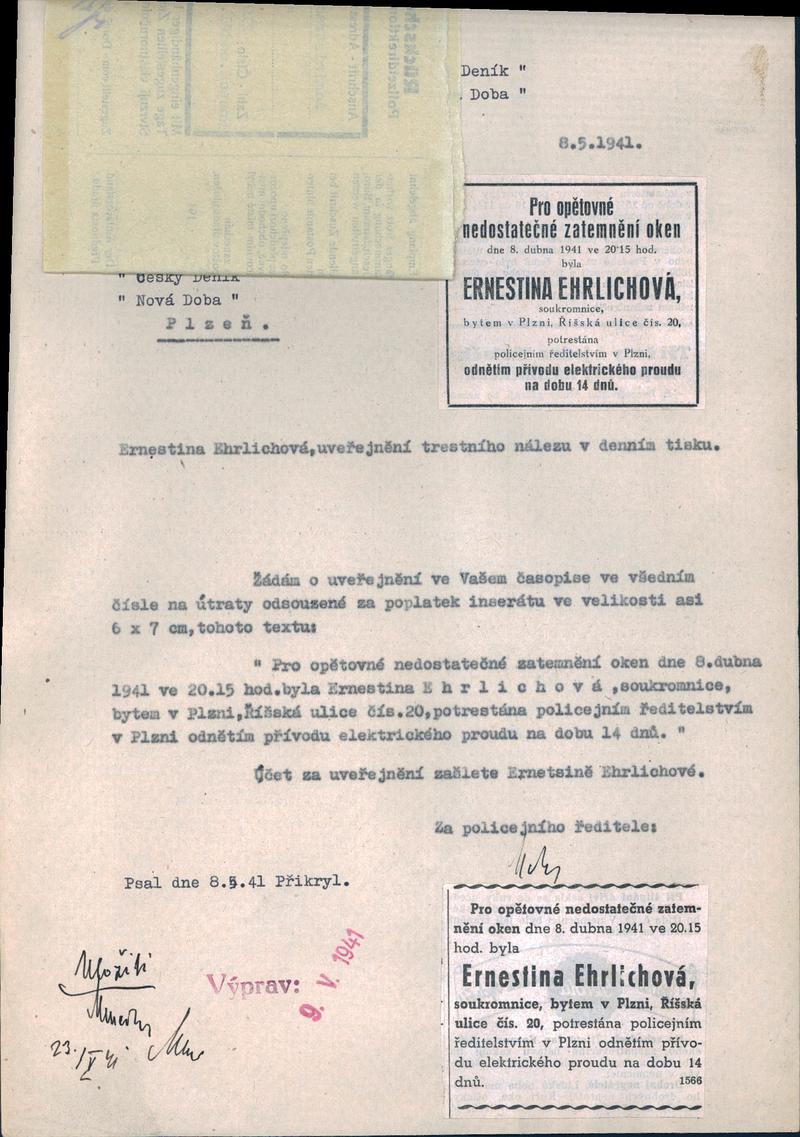 Deník "
Doba "
8.5.1941.
Pro opětovné
nedostatečné zatemnění oken
dne 8. dubna 1941 ve 20·15 hod.
byla
ERNESTINA EHRLICHOVÁ,
soukromnice,
bytem v Plzni, Říšská ulice čís. 20,
potrestána
policejním ředitelstvím v Plzni,
odnětím přívodu elektrického proudu
na dobu 14 dnů.
" Český Deník
" Nová Doba "
Plzeň.
Ernestina Ehrlichová,uveřejnění trestního nálezu v denním tisku.
Žádám o uveřejnění ve Vašem časopise ve všedním
čísle na útraty odsouzené za poplatek inserátu ve velikosti asi
6 x 7 cm,tohoto textu:
" Pro opětovné nedostatečné zatemnění oken dne 8.dubna
1941 ve 20.15 hod.byla Ernestina E h r l i c h o v á ,soukromnice,
bytem v Plzni,Říšská ulice čís.20,potrestána policejním ředitelstvím
v Plzni odnětím přívodu elektrického proudu na dobu 14 dnů. "
Účet za uveřejnění zašlete Ernetsině Ehrlichové.
Za policejního ředitele:
Psal dne 8.5.41 Přikryl.
Pro opětovné nedostatečné zatem-
nění oken dne 8. dubna 1941 ve 20.15
hod. byla
Ernestina Ehrlichová,
soukromnice, bytem v Plzni, Říšská
ulice čís. 20, potrestána policejním
ředitelstvím v Plzni odnětím přívo-
du elektrického proudu na dobu 14
dnů. 1566
Výprav: 9. V. 1941
Uložiti
23./V 41